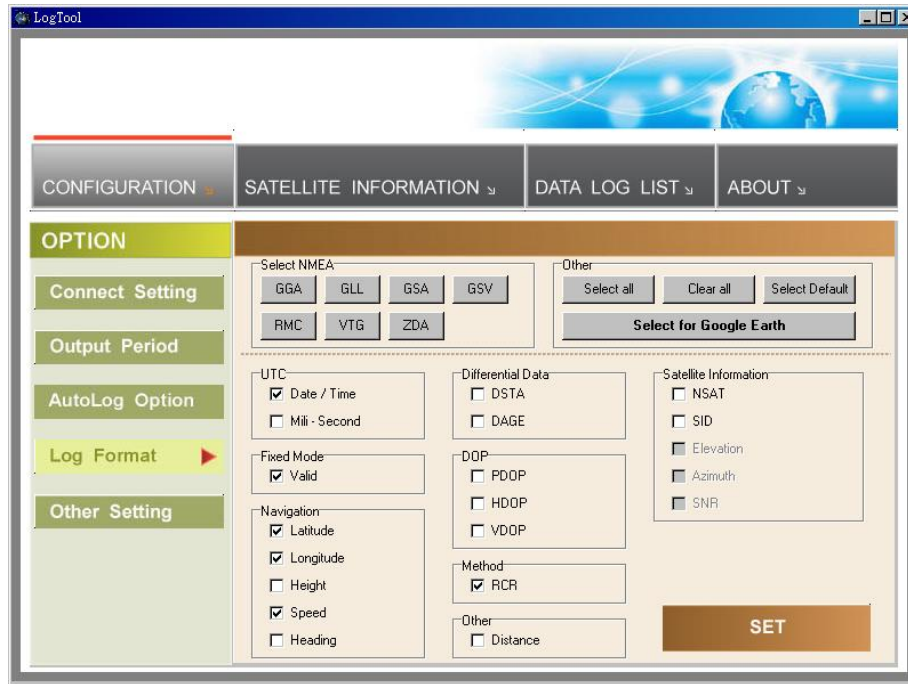 LogTool
CONFIGURATION
SATELLITE INFORMATION
DATA LOG LIST
ABOUT
OPTION
Connect Setting
Output Period
AutoLog Option
Log Format
Other Setting
Select NMEA
GGA GLL GSA GSV
RMC VTG ZDA
Other
Select all Clear all Select Default
Select for Google Earth
UTC
Date / Time
Mili - Second
Fixed Mode
Valid
Navigation
Latitude
Longitude
Height
Speed
Heading
Differential Data
DSTA
DAGE
DOP
PDOP
HDOP
VDOP
Method
RCR
Other
Distance
Satellite Information
NSAT
SID
Elevation
Azimuth
SNR
SET